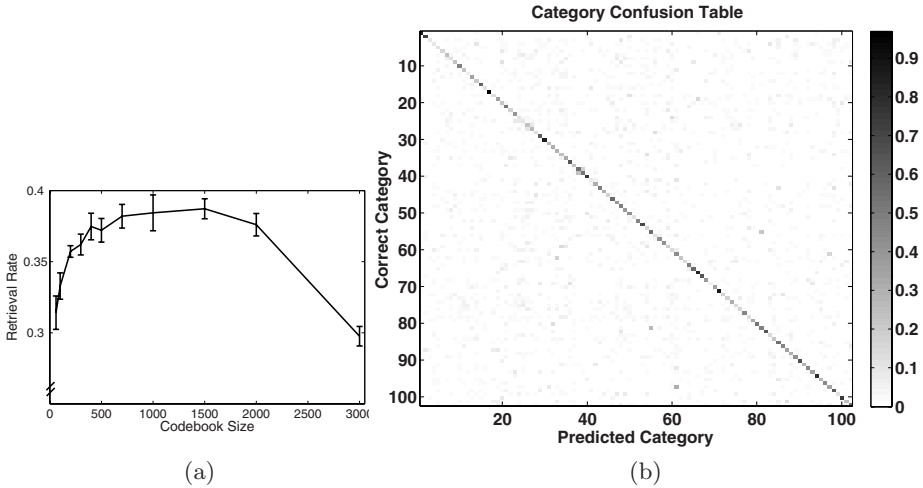 Category Confusion Table
0.4
0.35
0.3
Retrieval Rate
0 500 1000 1500 2000 2500 3000
Codebook Size
(a)
10
20
30
40
50
60
70
80
90
100
Correct Category
20 40 60 80 100
Predicted Category
(b)
0.9
0.8
0.7
0.6
0.5
0.4
0.3
0.2
0.1
0